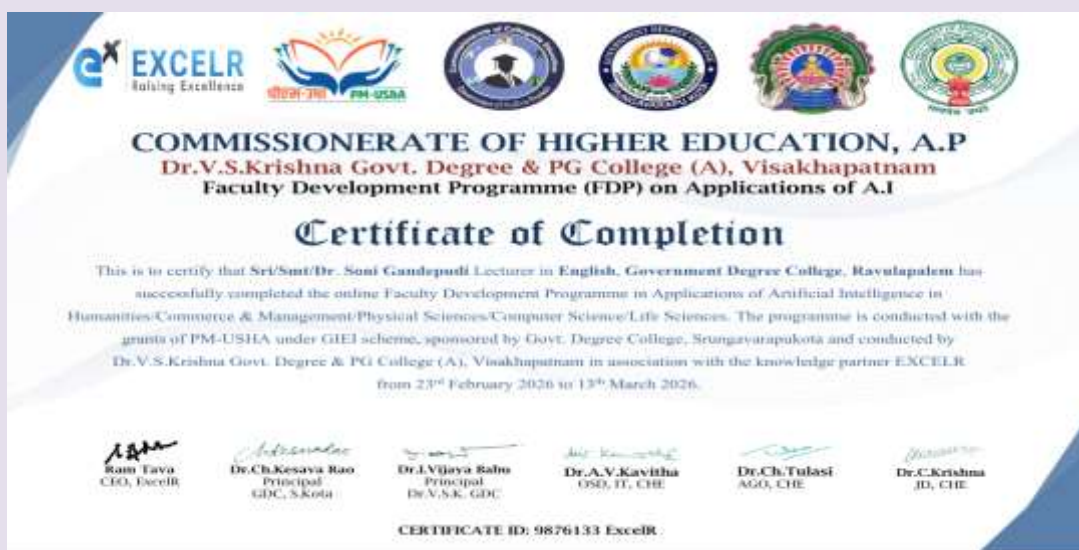 EXCELR
Raising Excellence
पीएम-उषा PM-USHA
COMMISSIONERATE OF HIGHER EDUCATION, A.P
Dr.V.S.Krishna Govt. Degree & PG College (A), Visakhapatnam
Faculty Development Programme (FDP) on Applications of A.I
Certificate of Completion
This is to certify that Sri/Smt/Dr. Soni Gandepudi Lecturer in English, Government Degree College, Ravulapalem has
successfully completed the online Faculty Development Programme in Applications of Artificial Intelligence in
Humanities/Commerce & Management/Physical Sciences/Computer Science/Life Sciences. The programme is conducted with the
grants of PM-USHA under GIEI scheme, sponsored by Govt. Degree College, Srungavarapukota and conducted by
Dr.V.S.Krishna Govt. Degree & PG College (A), Visakhapatnam in association with the knowledge partner EXCELR
from 23rd February 2026 to 13th March 2026.
Ram Tava
CEO, ExcelR
Dr.Ch.Kesava Rao
Principal
GDC, S.Kota
Dr.I.Vijaya Babu
Principal
Dr.V.S.K. GDC
Dr.A.V.Kavitha
OSD, IT, CHE
Dr.Ch.Tulasi
AGO, CHE
Dr.C.Krishna
JD, CHE
CERTIFICATE ID: 9876133 ExcelR